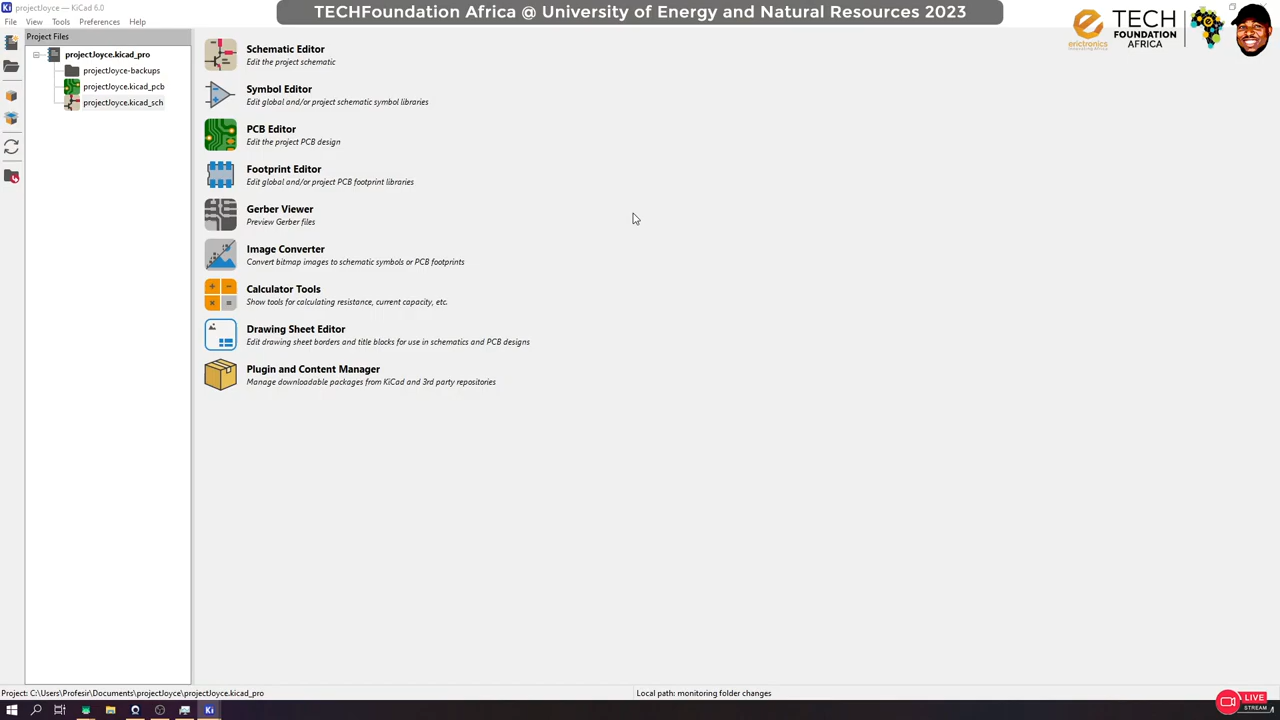 projectJoyce — KiCad 6.0
TECHFoundation Africa @ University of Energy and Natural Resources 2023
File View Tools Preferences Help
erictronics
TECH
FOUNDATION
AFRICA
Project Files
projectJoyce.kicad_pro
projectJoyce-backups
projectJoyce.kicad_pcb
projectJoyce.kicad_sch
Schematic Editor
Edit the project schematic
Symbol Editor
Edit global and/or project schematic symbol libraries
PCB Editor
Edit the project PCB design
Footprint Editor
Edit global and/or project PCB footprint libraries
Gerber Viewer
Preview Gerber files
Image Converter
Convert bitmap images to schematic symbols or PCB footprints
Calculator Tools
Show tools for calculating resistance, current capacity, etc.
Drawing Sheet Editor
Edit drawing sheet borders and title blocks for use in schematics and PCB designs
Plugin and Content Manager
Manage downloadable packages from KiCad and 3rd party repositories
Project: C:\Users\Profesir\Documents\projectJoyce\projectJoyce.kicad_pro
Local path: monitoring folder changes
LIVE
STREAM